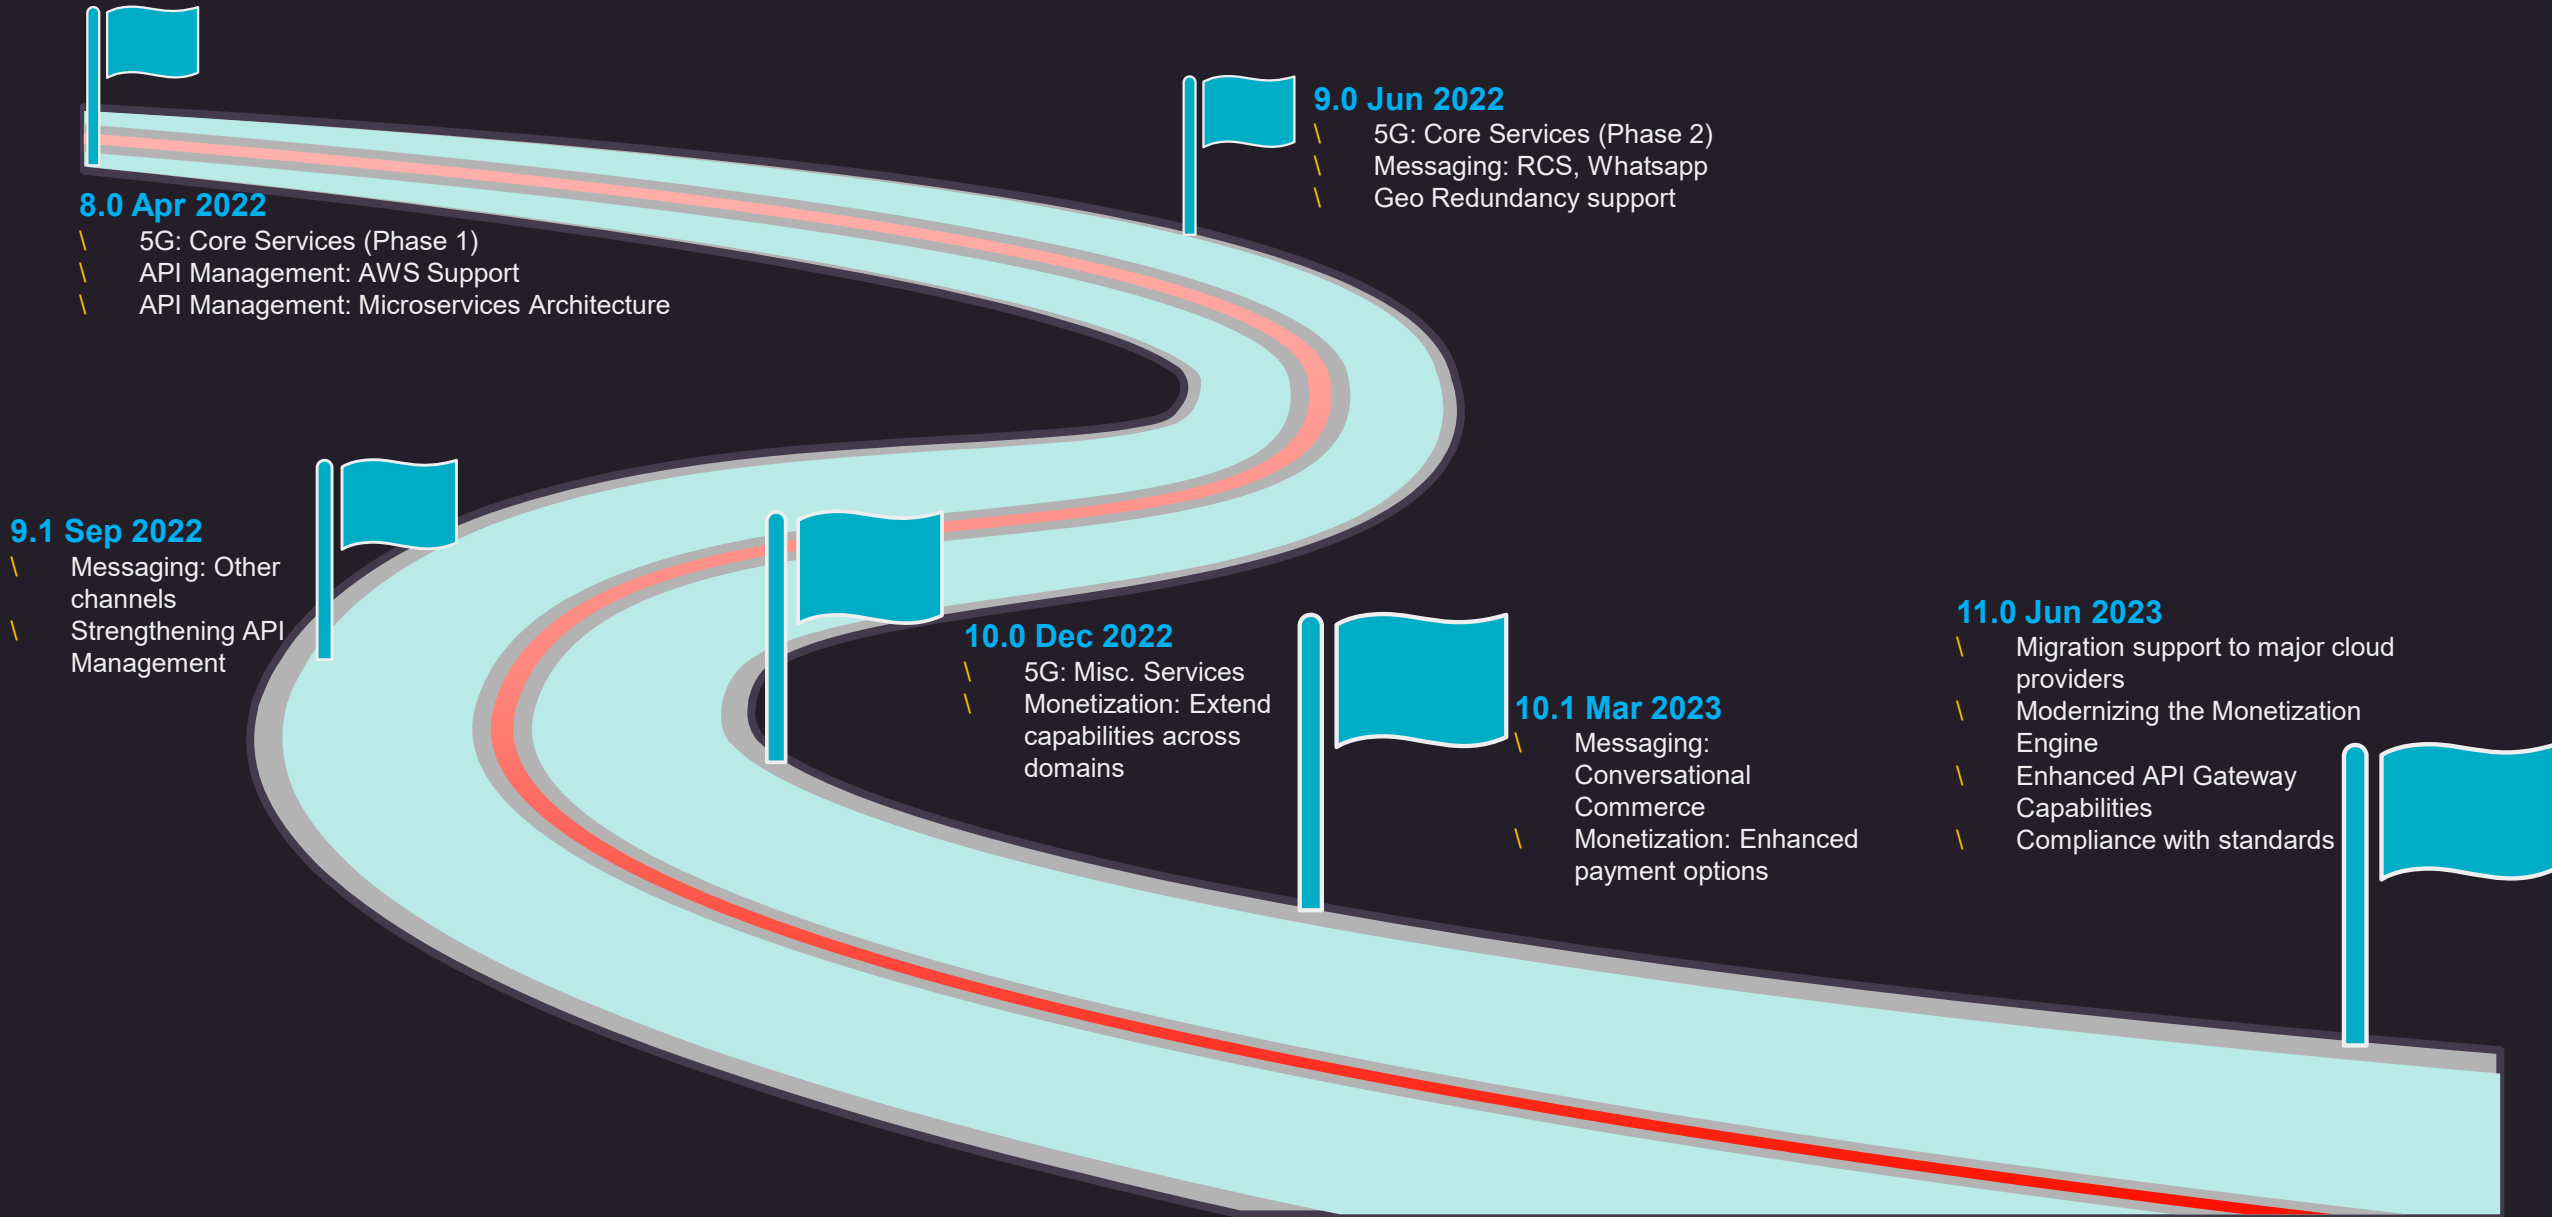 8.0 Apr 2022
\ 5G: Core Services (Phase 1)
\ API Management: AWS Support
\ API Management: Microservices Architecture
9.0 Jun 2022
\ 5G: Core Services (Phase 2)
\ Messaging: RCS, Whatsapp
\ Geo Redundancy support
9.1 Sep 2022
\ Messaging: Other
channels
\ Strengthening API
Management
10.0 Dec 2022
\ 5G: Misc. Services
\ Monetization: Extend
capabilities across
domains
10.1 Mar 2023
\ Messaging:
Conversational
Commerce
\ Monetization: Enhanced
payment options
11.0 Jun 2023
\ Migration support to major cloud
providers
\ Modernizing the Monetization
Engine
\ Enhanced API Gateway
Capabilities
\ Compliance with standards